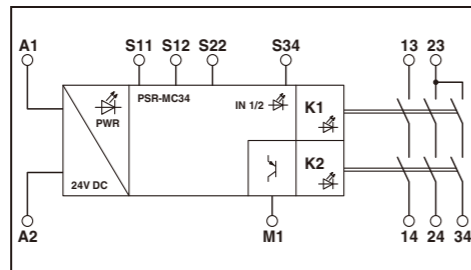 A1 S11 S12 S22 S34 13 23
PSR-MC34 IN 1/2 K1
PWR
K2
24V DC
A2 M1 14 24 34